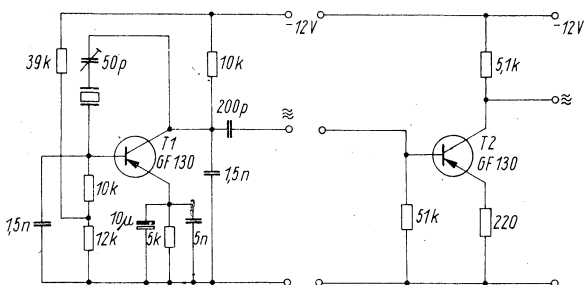 -12V
-12V
39k
50p
10k
5,1k
200p
≋
≋
T1
GF 130
T2
GF 130
1,5n
10k
1,5n
12k
10µ
5k
5n
51k
220